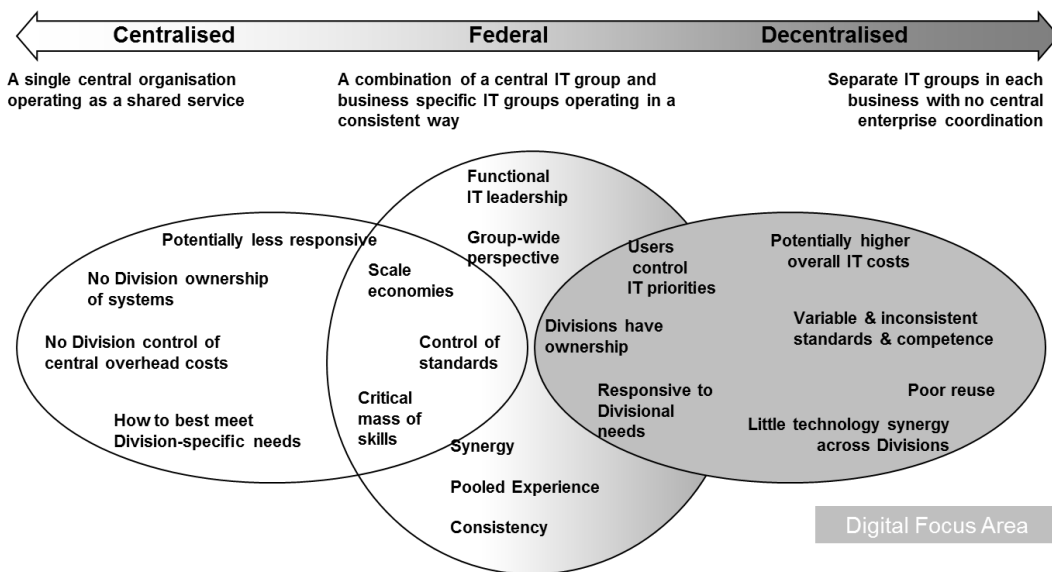 Centralised
Federal
Decentralised
A single central organisation
operating as a shared service
A combination of a central IT group and
business specific IT groups operating in a
consistent way
Separate IT groups in each
business with no central
enterprise coordination
Potentially less responsive
No Division ownership
of systems
No Division control of
central overhead costs
How to best meet
Division-specific needs
Scale
economies
Control of
standards
Critical
mass of
skills
Functional
IT leadership
Group-wide
perspective
Synergy
Pooled Experience
Consistency
Users
control
IT priorities
Divisions have
ownership
Responsive to
Divisional
needs
Potentially higher
overall IT costs
Variable & inconsistent
standards & competence
Poor reuse
Little technology synergy
across Divisions
Digital Focus Area